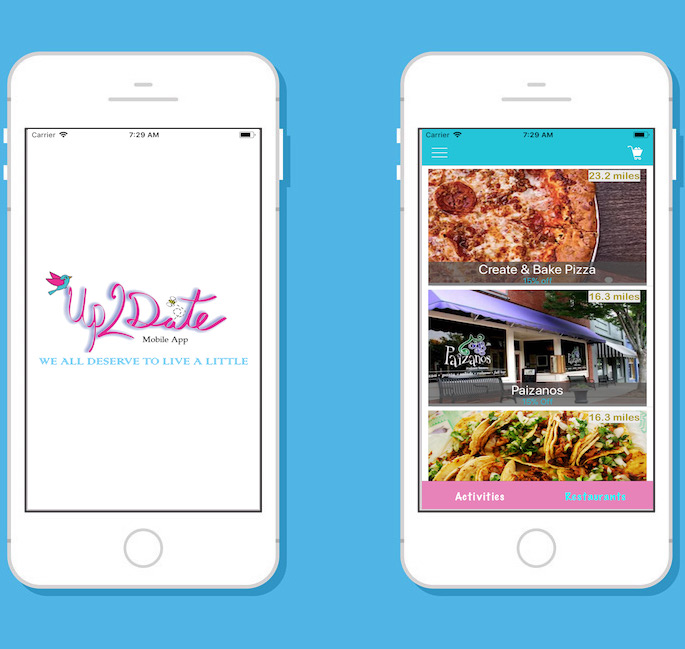 Carrier 7:29 AM
Up2Date
Mobile App
WE ALL DESERVE TO LIVE A LITTLE
Carrier 7:29 AM
23.2 miles
Create & Bake Pizza
15% off
16.3 miles
Paizanos
Paizanos
16.3 miles
Activities Restaurants